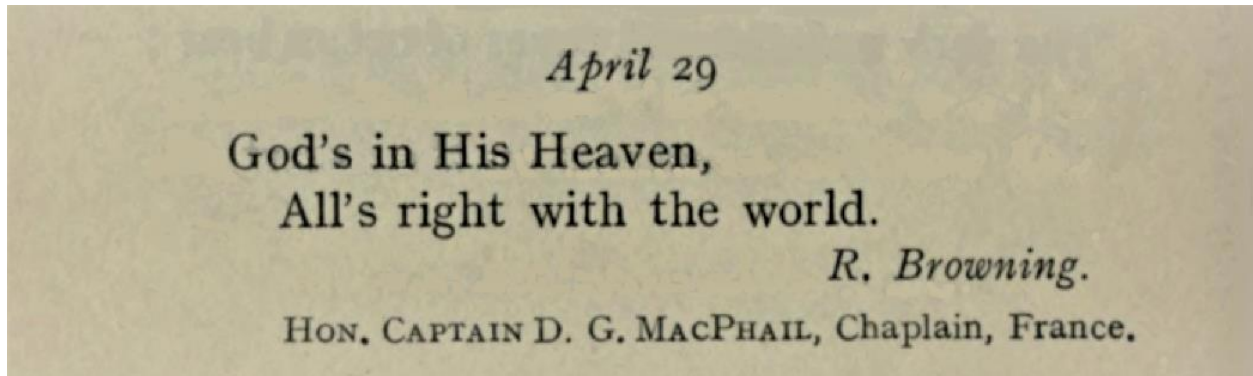 April 29
God's in His Heaven,
All's right with the world.
R. Browning.
Hon. Captain D. G. MacPhail, Chaplain, France.